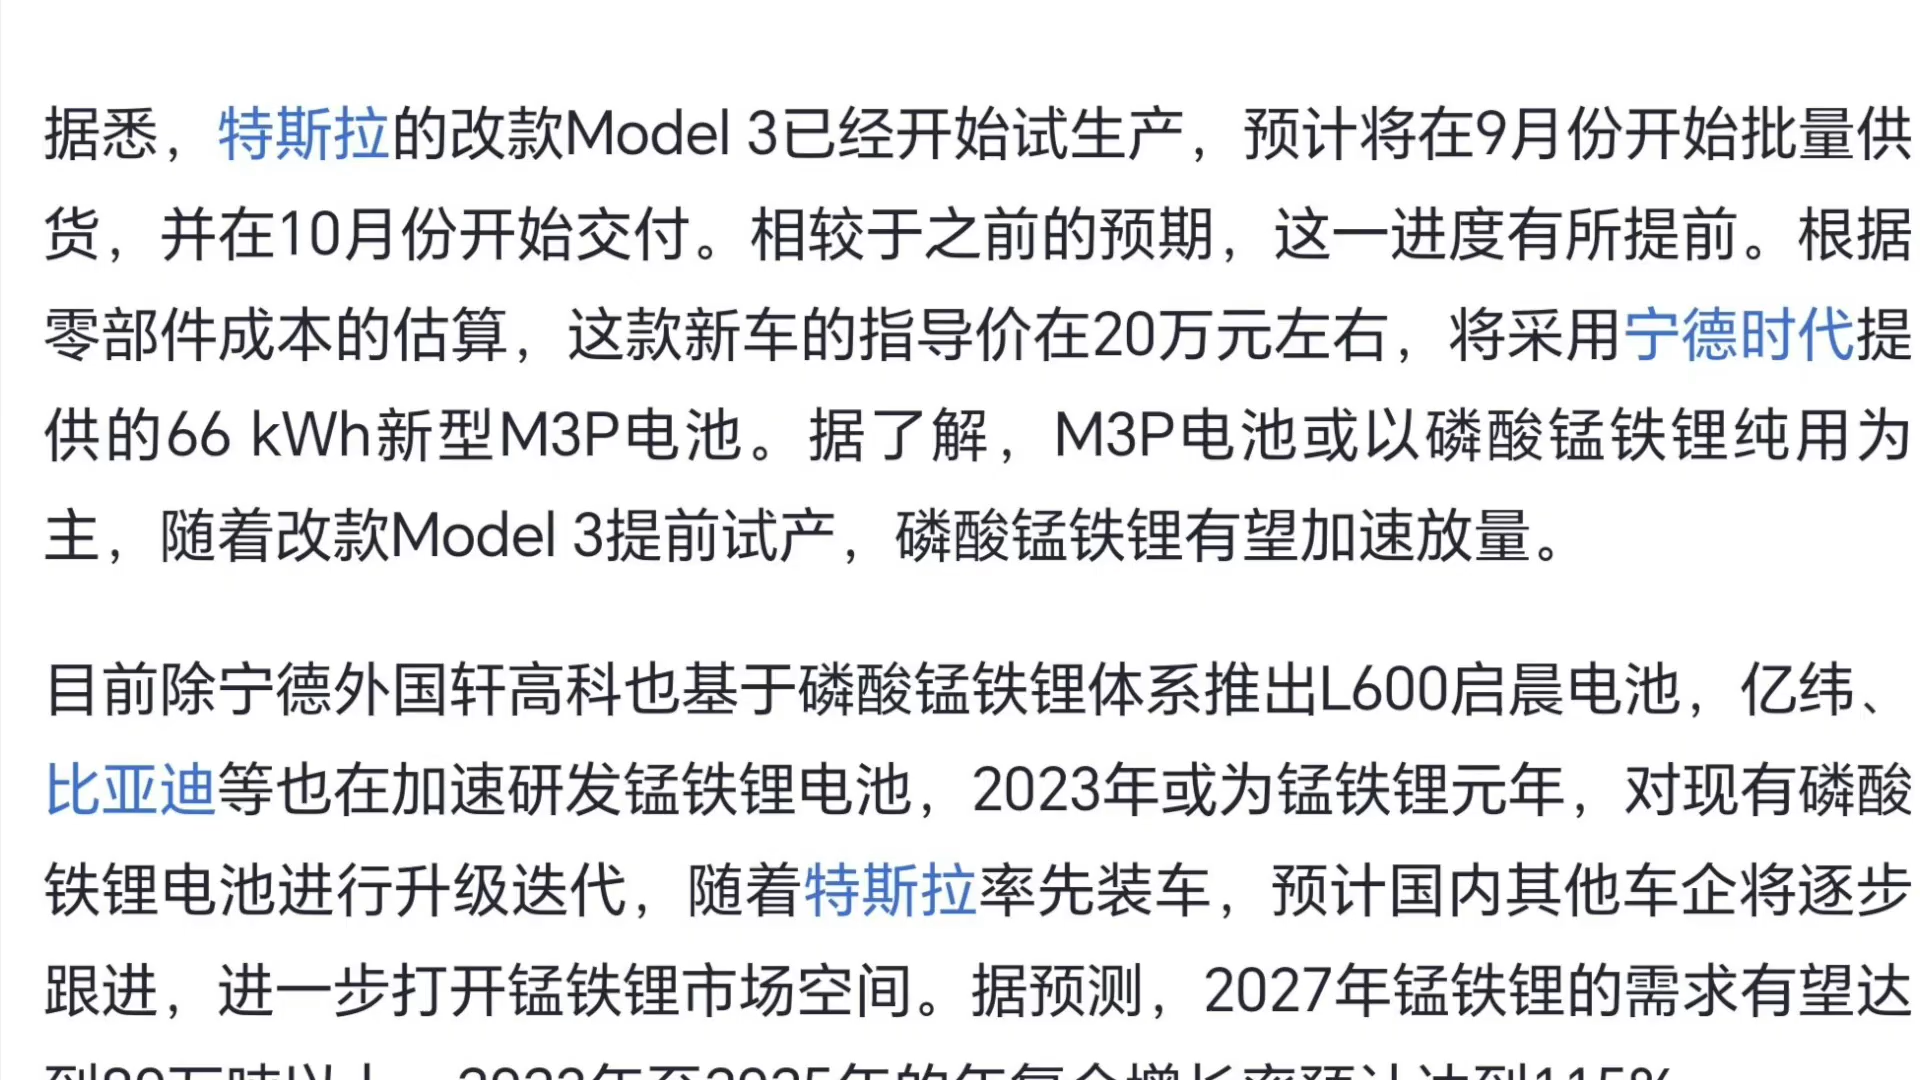 据悉，特斯拉的改款Model 3已经开始试生产，预计将在9月份开始批量供
货，并在10月份开始交付。相较于之前的预期，这一进度有所提前。根据
零部件成本的估算，这款新车的指导价在20万元左右，将采用宁德时代提
供的66 kWh新型M3P电池。据了解，M3P电池或以磷酸锰铁锂纯用为
主，随着改款Model 3提前试产，磷酸锰铁锂有望加速放量。
目前除宁德外国轩高科也基于磷酸锰铁锂体系推出L600启晨电池，亿纬、
比亚迪等也在加速研发锰铁锂电池，2023年或为锰铁锂元年，对现有磷酸
铁锂电池进行升级迭代，随着特斯拉率先装车，预计国内其他车企将逐步
跟进，进一步打开锰铁锂市场空间。据预测，2027年锰铁锂的需求有望达